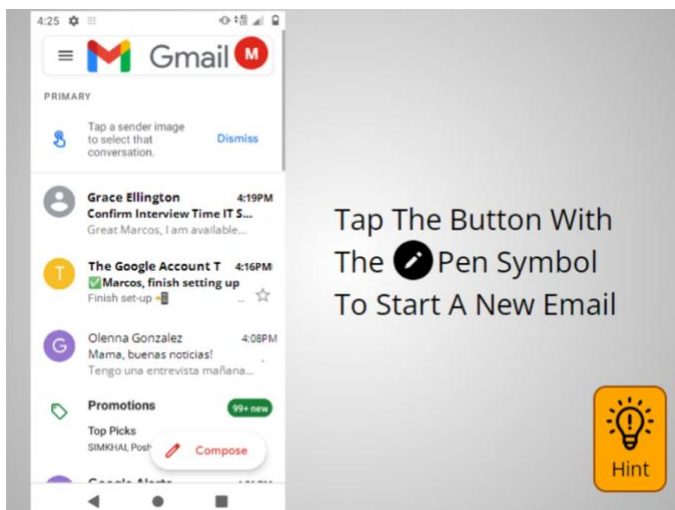 4:25
Gmail M
PRIMARY
Tap a sender image
to select that
conversation.
Dismiss
Grace Ellington 4:19PM
Confirm Interview Time IT S...
Great Marcos, I am available...
T
The Google Account T 4:16PM
✅Marcos, finish setting up
Finish set-up 📲 ...
G
Olenna Gonzalez 4:08PM
Mama, buenas noticias!
Tengo una entrevista mañana...
Promotions 99+ new
Top Picks
SIMKHAI, Posh
Compose
Tap The Button With
The Pen Symbol
To Start A New Email
Hint